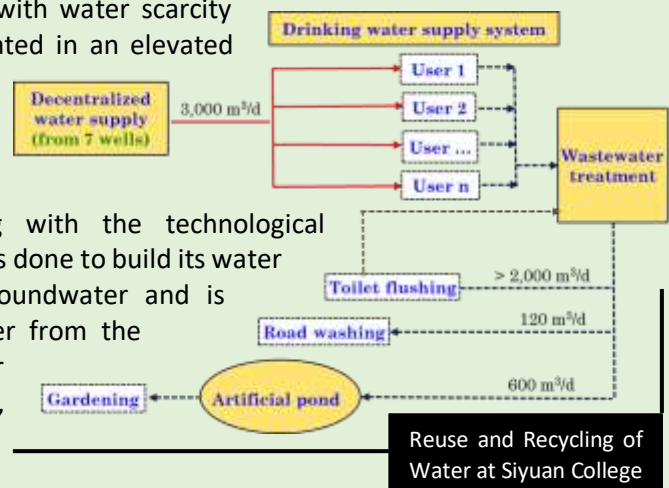 with water scarcity
ted in an elevated
Drinking water supply system
Decentralized
water supply
(from 7 wells)
3,000 m³/d
User 1
User 2
User ...
User n
Wastewater
treatment
with the technological
s done to build its water
oundwater and is
er from the
Toilet flushing
> 2,000 m³/d
Road washing
120 m³/d
Gardening
Artificial pond
600 m³/d
Reuse and Recycling of
Water at Siyuan College